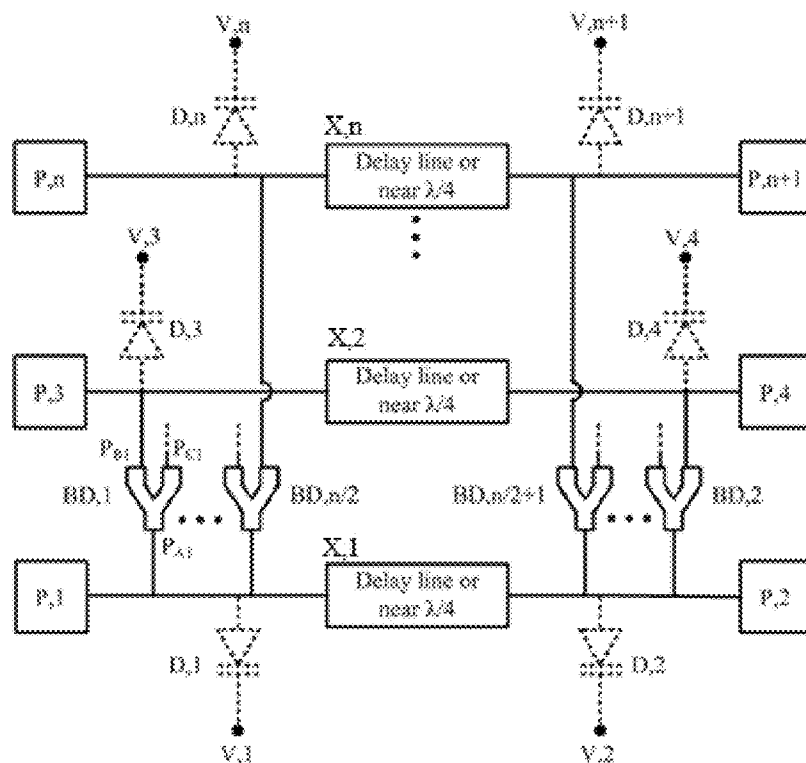 V,n V,n+1
D,n D,n+1
X,n
P,n Delay line or near λ/4 P,n+1
V,3 V,4
D,3 X,2 D,4
P,3 Delay line or near λ/4 P,4
P_B1 P_C1
BD,1 BD,n/2 BD,n/2+1 BD,2
P_A1 X,1
P,1 Delay line or near λ/4 P,2
D,1 D,2
V,1 V,2